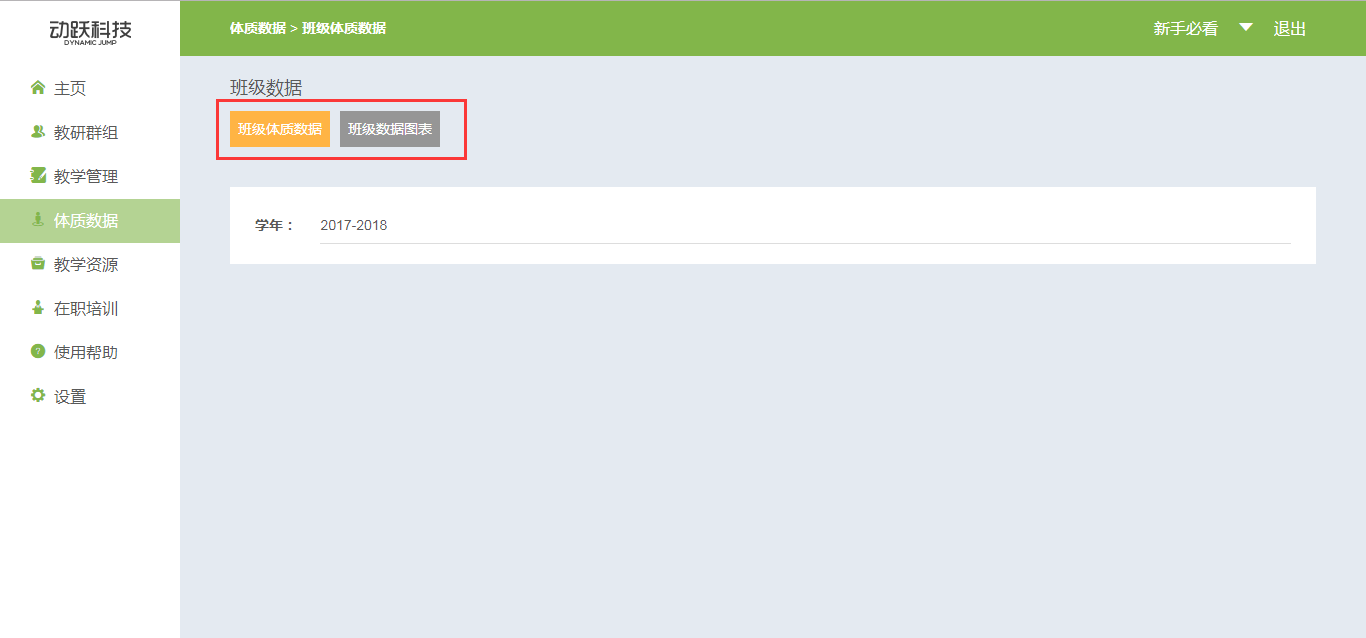 动跃科技
DYNAMIC JUMP
体质数据 > 班级体质数据
新手必看
退出
主页
教研群组
教学管理
体质数据
教学资源
在职培训
使用帮助
设置
班级数据
班级体质数据
班级数据图表
学年： 2017-2018